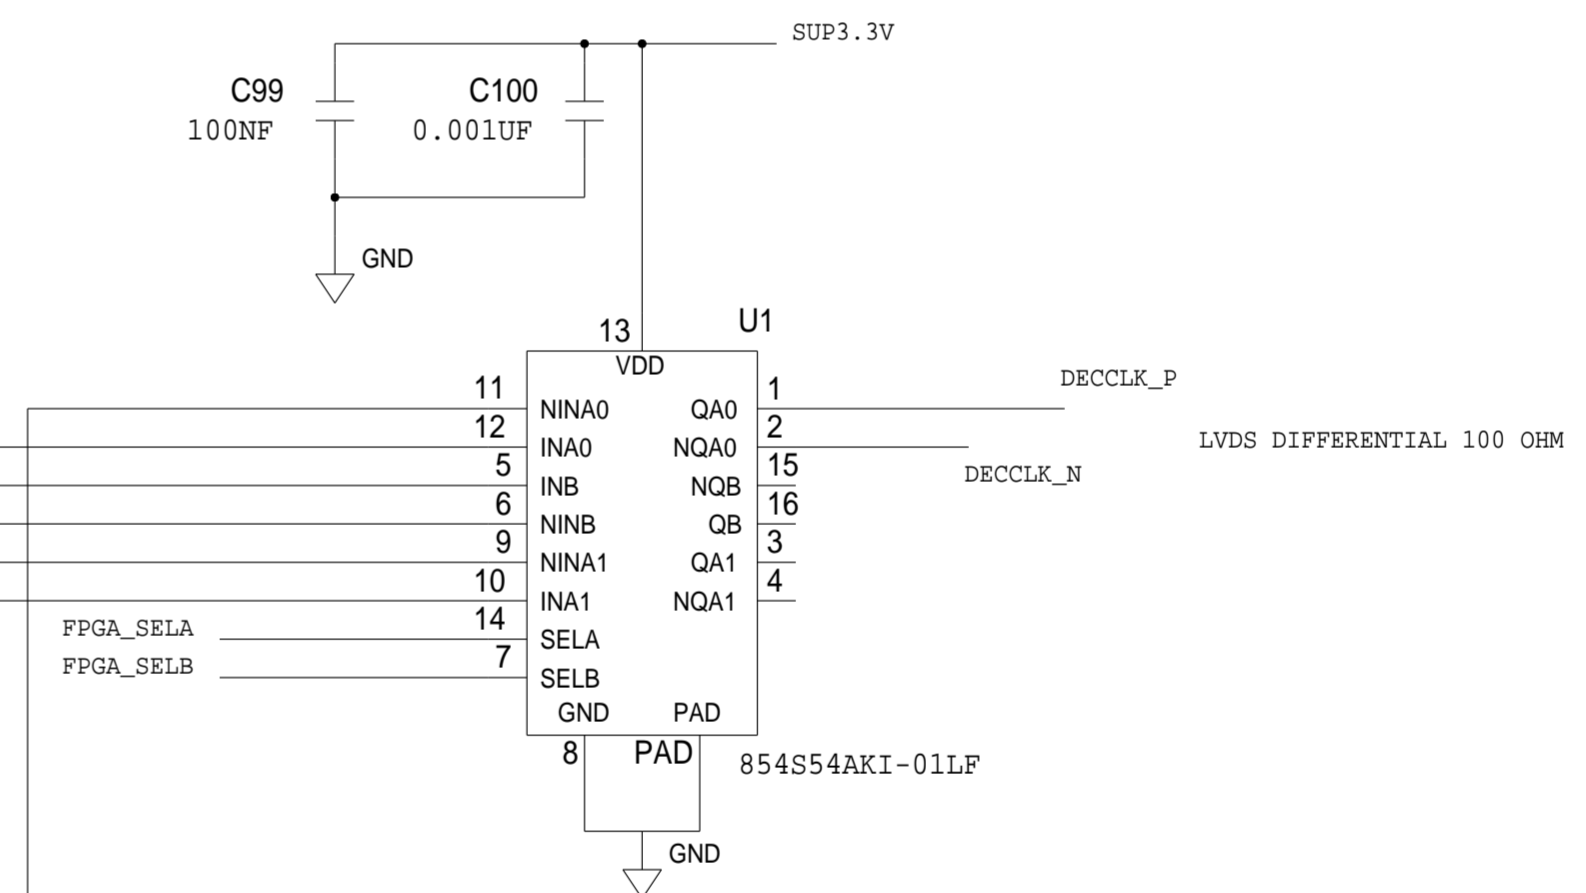 SUP3.3V
C99
100NF
C100
0.001UF
GND
U1
13
VDD
11
NINA0
QA0
1
DECCLK_P
12
INA0
NQA0
2
DECCLK_N
LVDS DIFFERENTIAL 100 OHM
5
INB
NQB
15
6
NINB
QB
16
9
NINA1
QA1
3
10
INA1
NQA1
4
FPGA_SELA
14
SELA
FPGA_SELB
7
SELB
GND
PAD
8
PAD
854S54AKI-01LF
GND